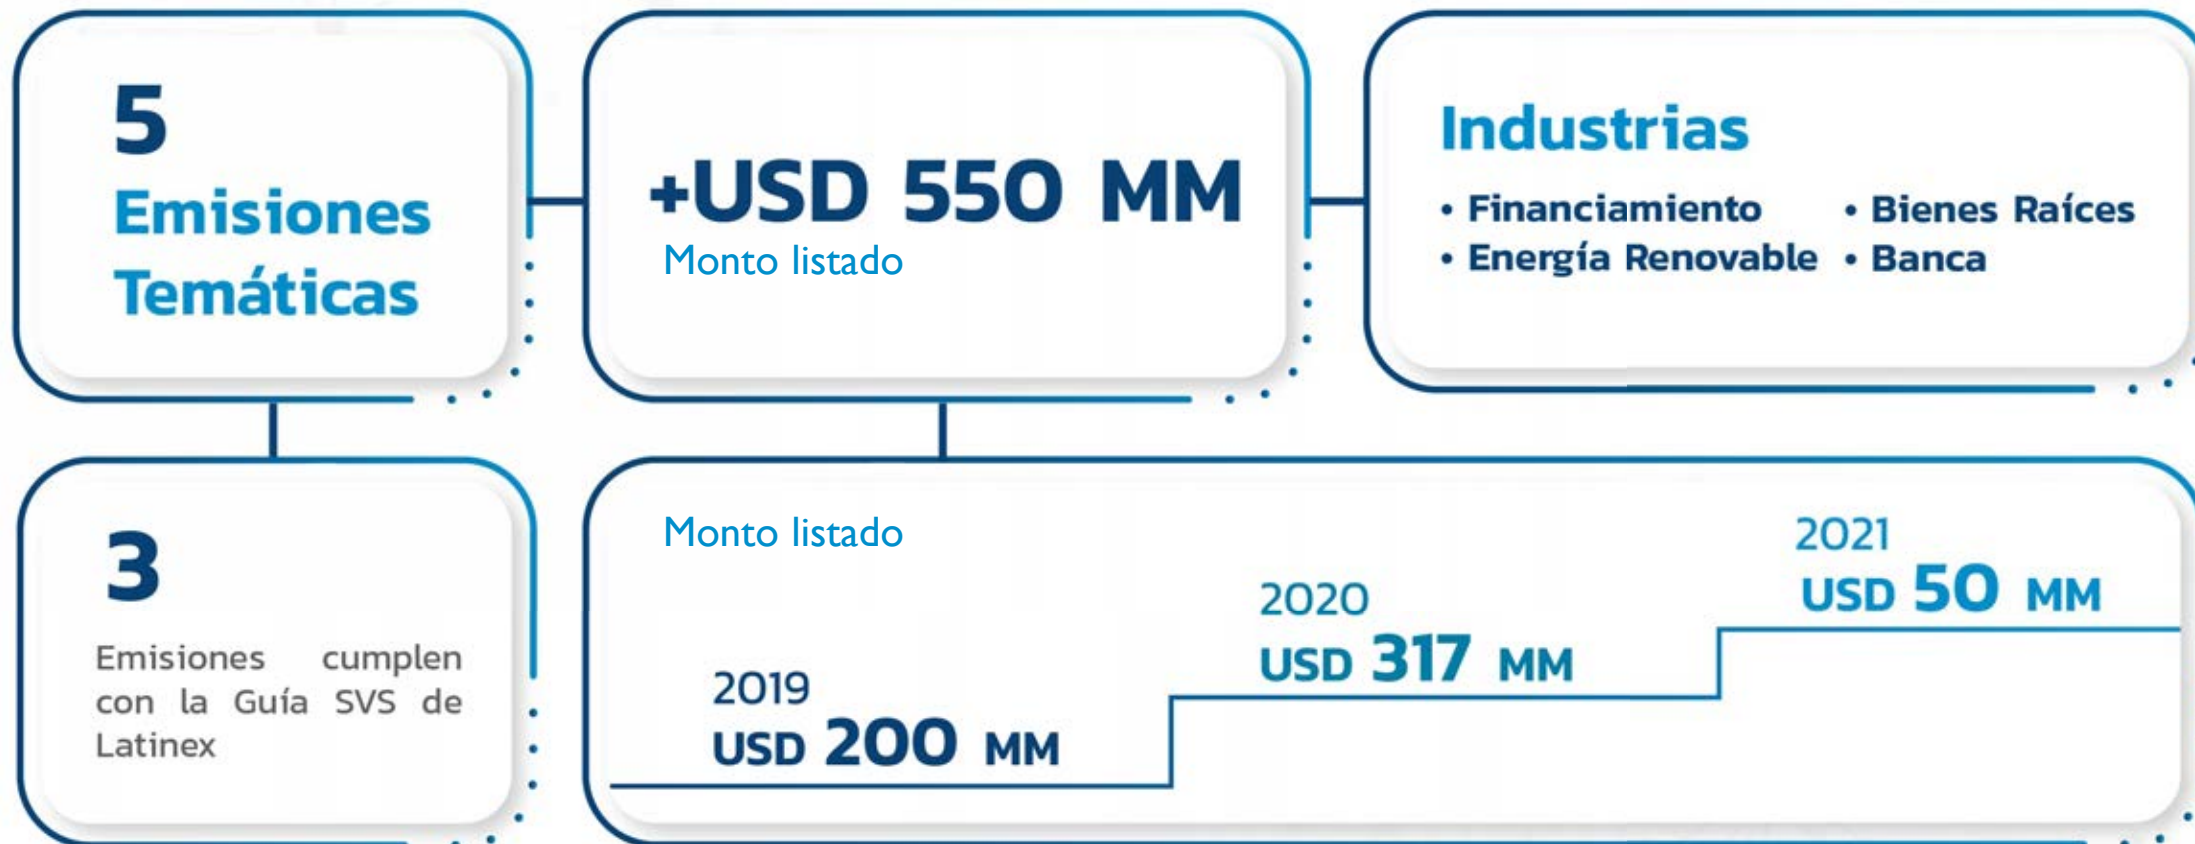 5
Emisiones
Temáticas
+USD 550 MM
Monto listado
Industrias
• Financiamiento
• Energía Renovable
• Bienes Raíces
• Banca
3
Emisiones cumplen
con la Guía SVS de
Latinex
Monto listado
2019
USD 200 MM
2020
USD 317 MM
2021
USD 50 MM